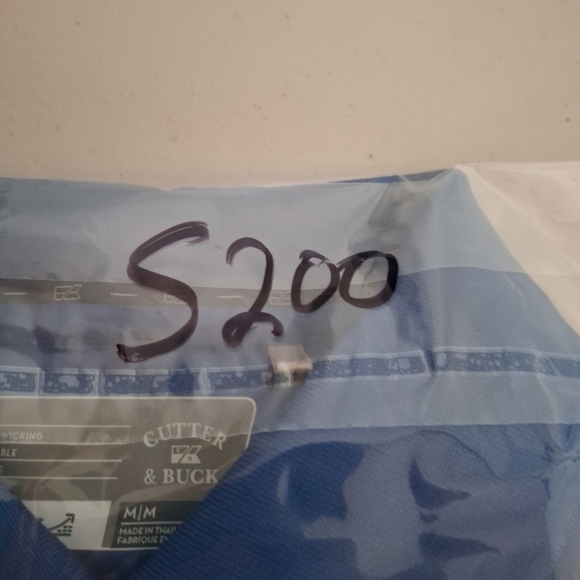 S200
WICKING
BLE
CUTTER
& BUCK
M|M
MADE IN THAI
FABRIQUE E